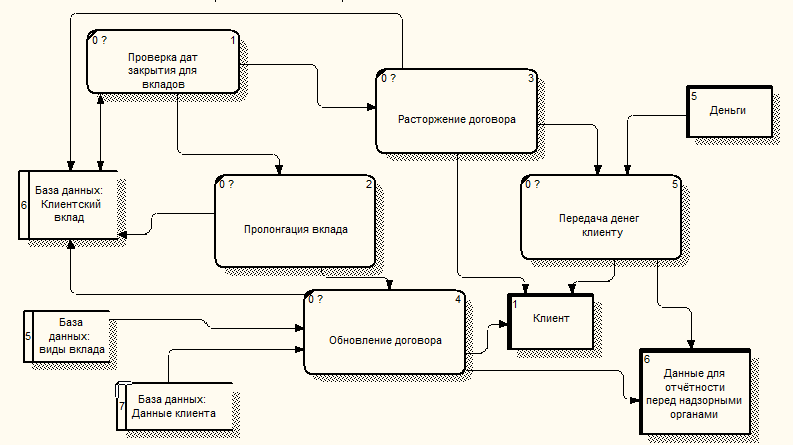 0 ?
1
Проверка дат
закрытия для
вкладов
0 ?
3
Расторжение договора
5
Деньги
6
База данных:
Клиентский
вклад
0 ?
2
Пролонгация вклада
0 ?
5
Передача денег
клиенту
0 ?
4
Обновление договора
1
Клиент
5
База
данных:
виды вклада
7
База данных:
Данные клиента
6
Данные для
отчётности
перед надзорными
органами